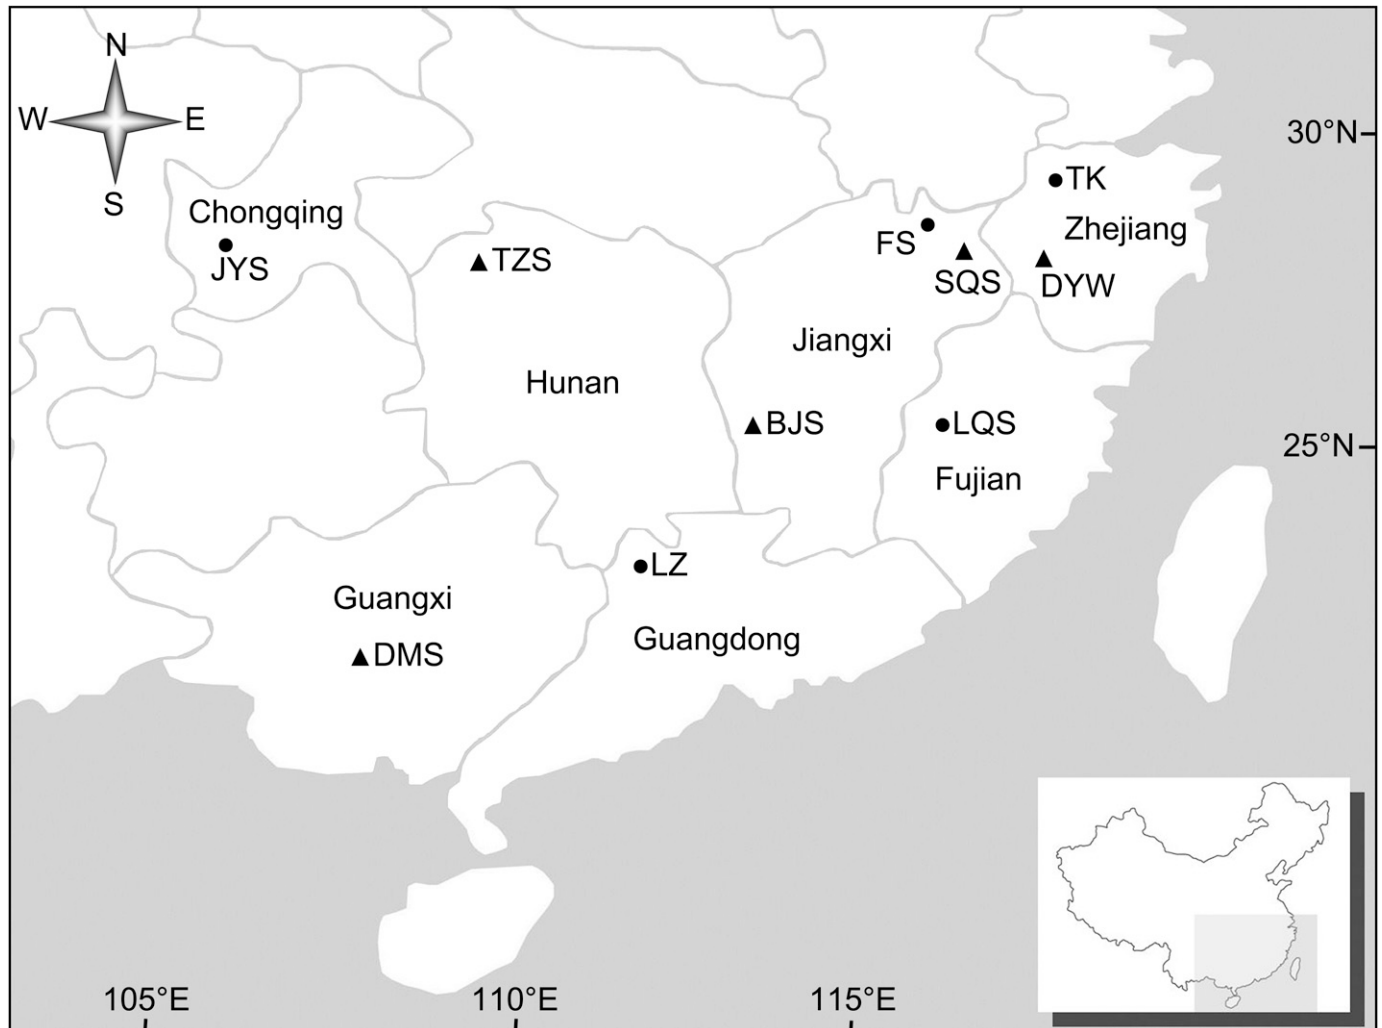 N
W
E
S
30°N
TK
Chongqing
Zhejiang
FS
JYS
TZS
SQS
DYW
Jiangxi
Hunan
BJS
LQS
25°N
Fujian
LZ
Guangxi
Guangdong
DMS
105°E
110°E
115°E